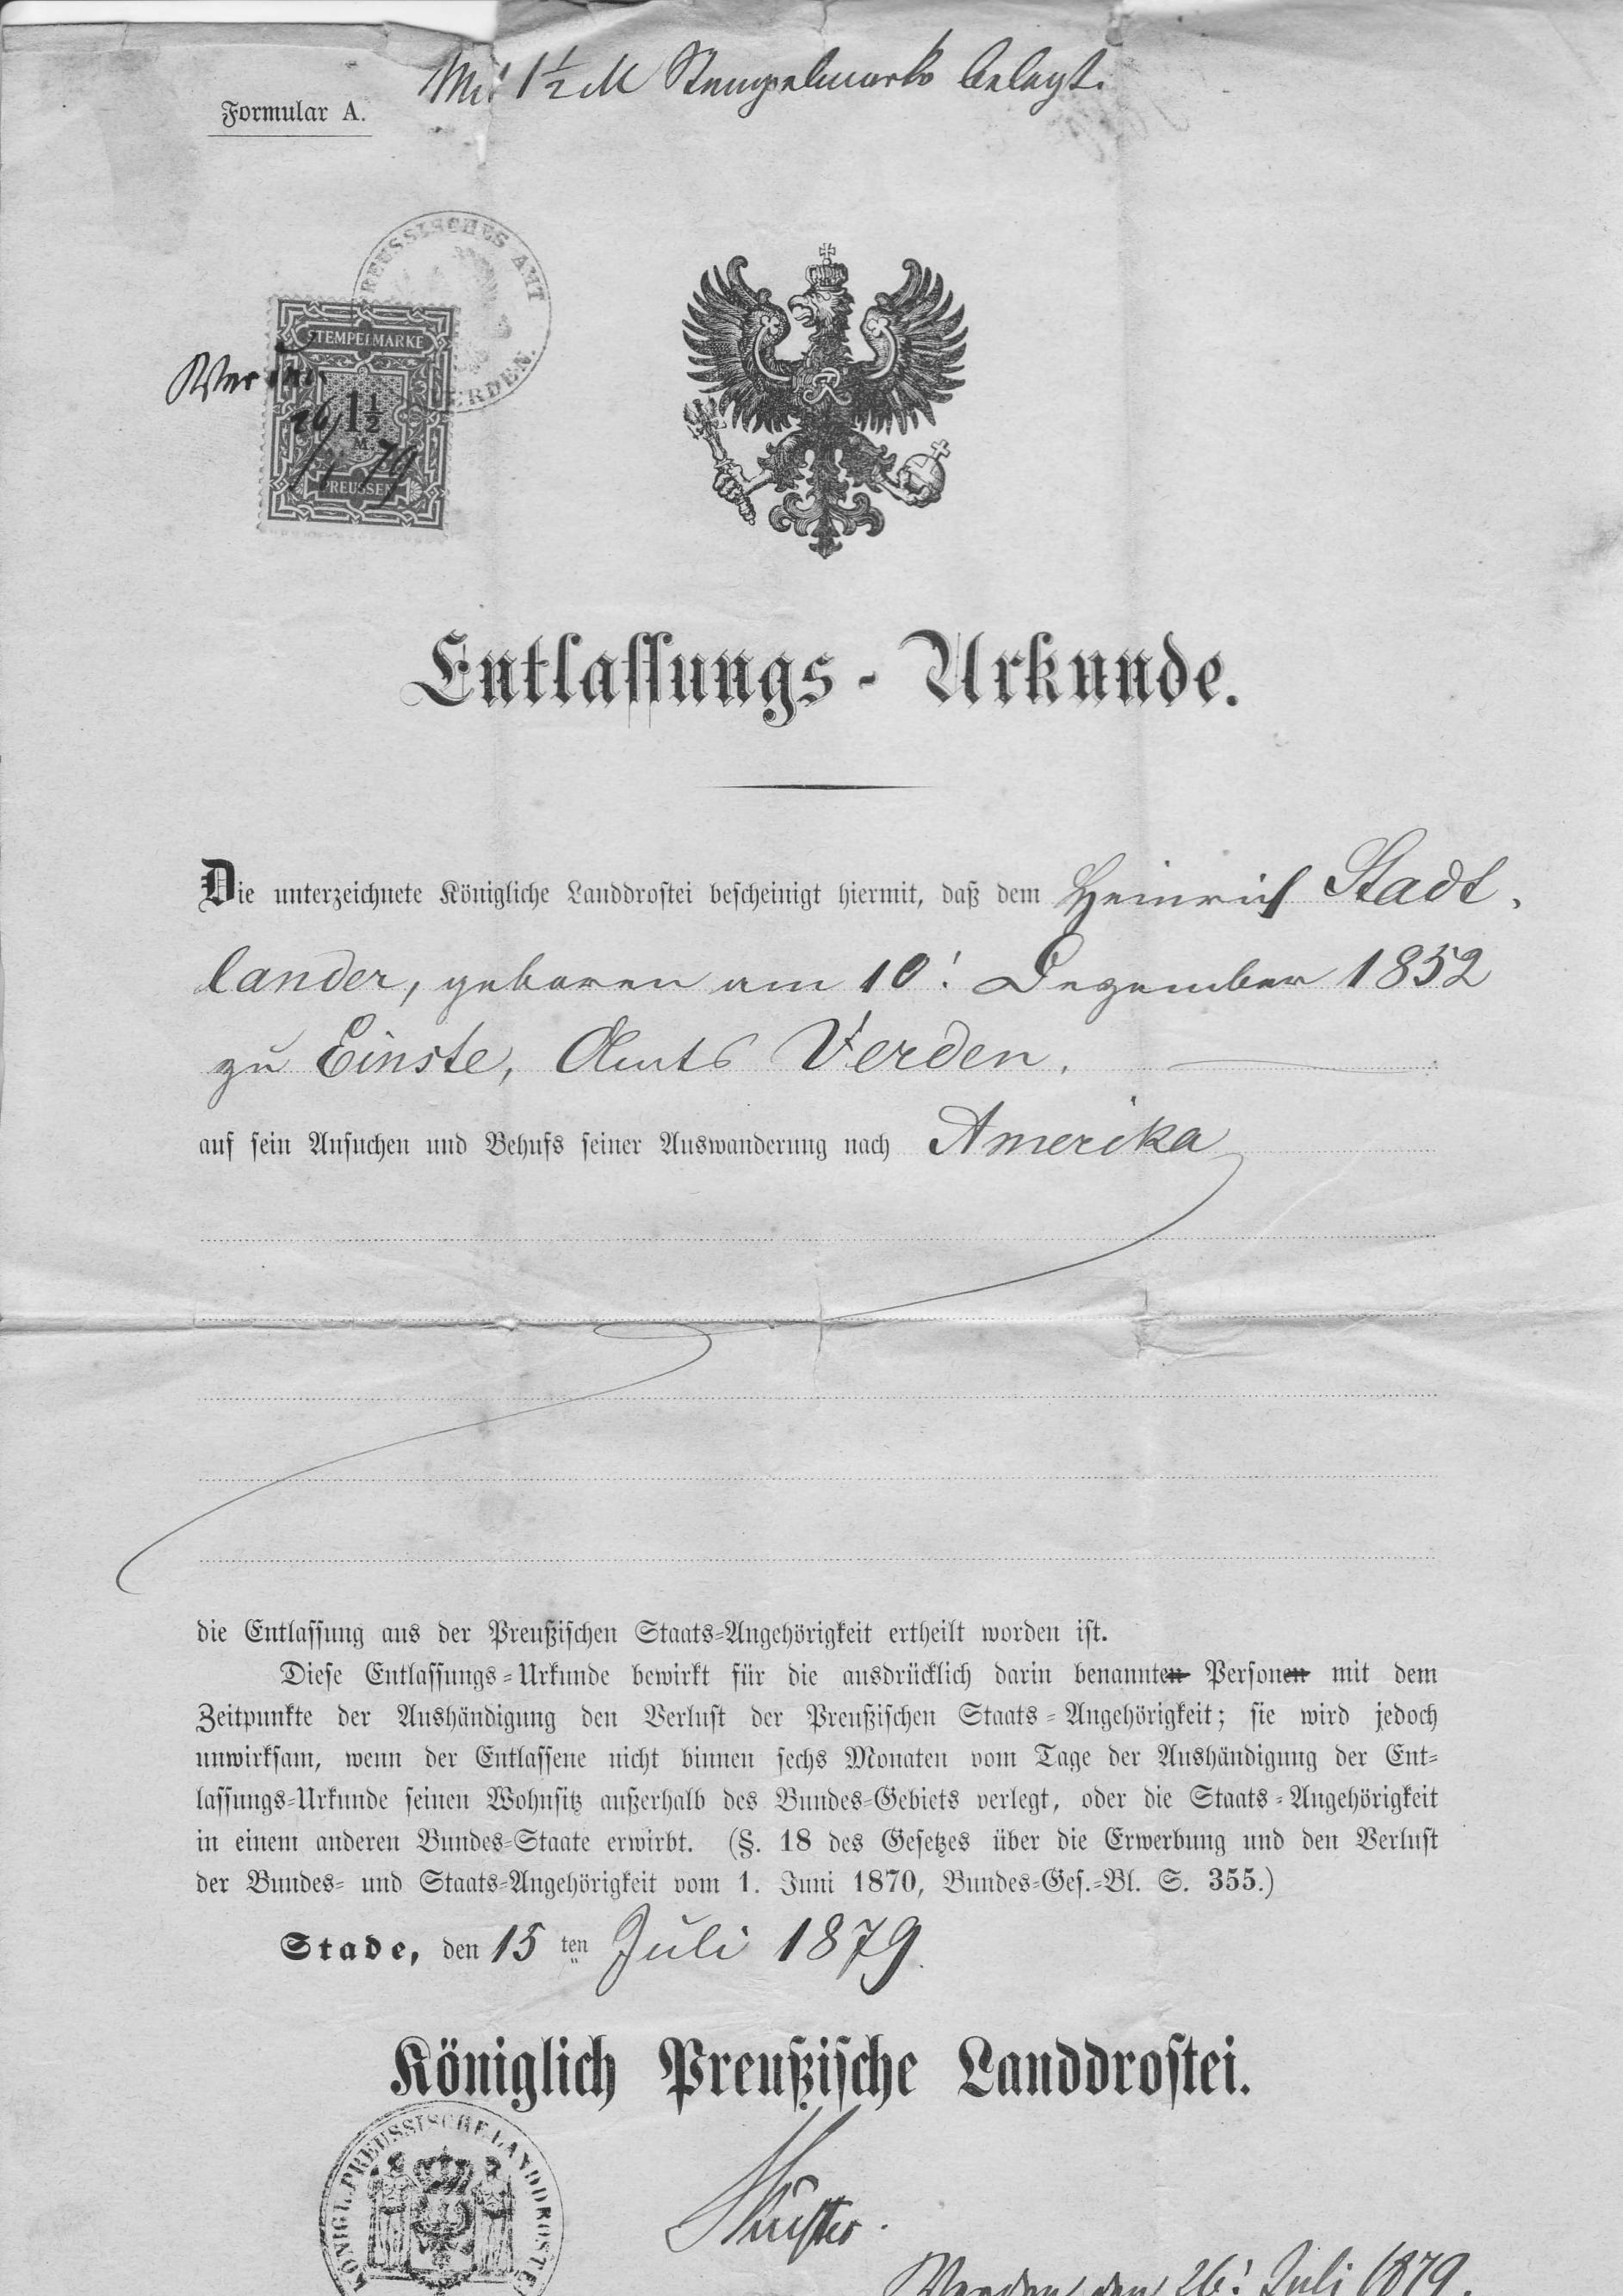 Mit 1½ M Stempelmarke belegt.
Formular A.
PREUSSISCHES AMT VERDEN.
STEMPELMARKE
Verden
26/7 79
1½
M
PREUSSEN
Entlassungs-Urkunde.
Die unterzeichnete Königliche Landdrostei bescheinigt hiermit, daß dem Heinrich Stadt-
lander, geboren am 10. Dezember 1852
zu Einste, Amts Verden.
auf sein Ansuchen und Behufs seiner Auswanderung nach Amerika
die Entlassung aus der Preußischen Staats-Angehörigkeit ertheilt worden ist.
Diese Entlassungs-Urkunde bewirkt für die ausdrücklich darin benannten Personen mit dem
Zeitpunkte der Aushändigung den Verlust der Preußischen Staats-Angehörigkeit; sie wird jedoch
unwirksam, wenn der Entlassene nicht binnen sechs Monaten vom Tage der Aushändigung der Ent-
lassungs-Urkunde seinen Wohnsitz außerhalb des Bundes-Gebiets verlegt, oder die Staats-Angehörigkeit
in einem anderen Bundes-Staate erwirbt. (§. 18 des Gesetzes über die Erwerbung und den Verlust
der Bundes- und Staats-Angehörigkeit vom 1. Juni 1870, Bundes-Ges.-Bl. S. 355.)
Stade, den 15ten Juli 1879.
Königlich Preußische Landdrostei.
KÖNIGL. PREUSSISCHE LANDDROSTEI
Verden, den 26. Juli 1879.